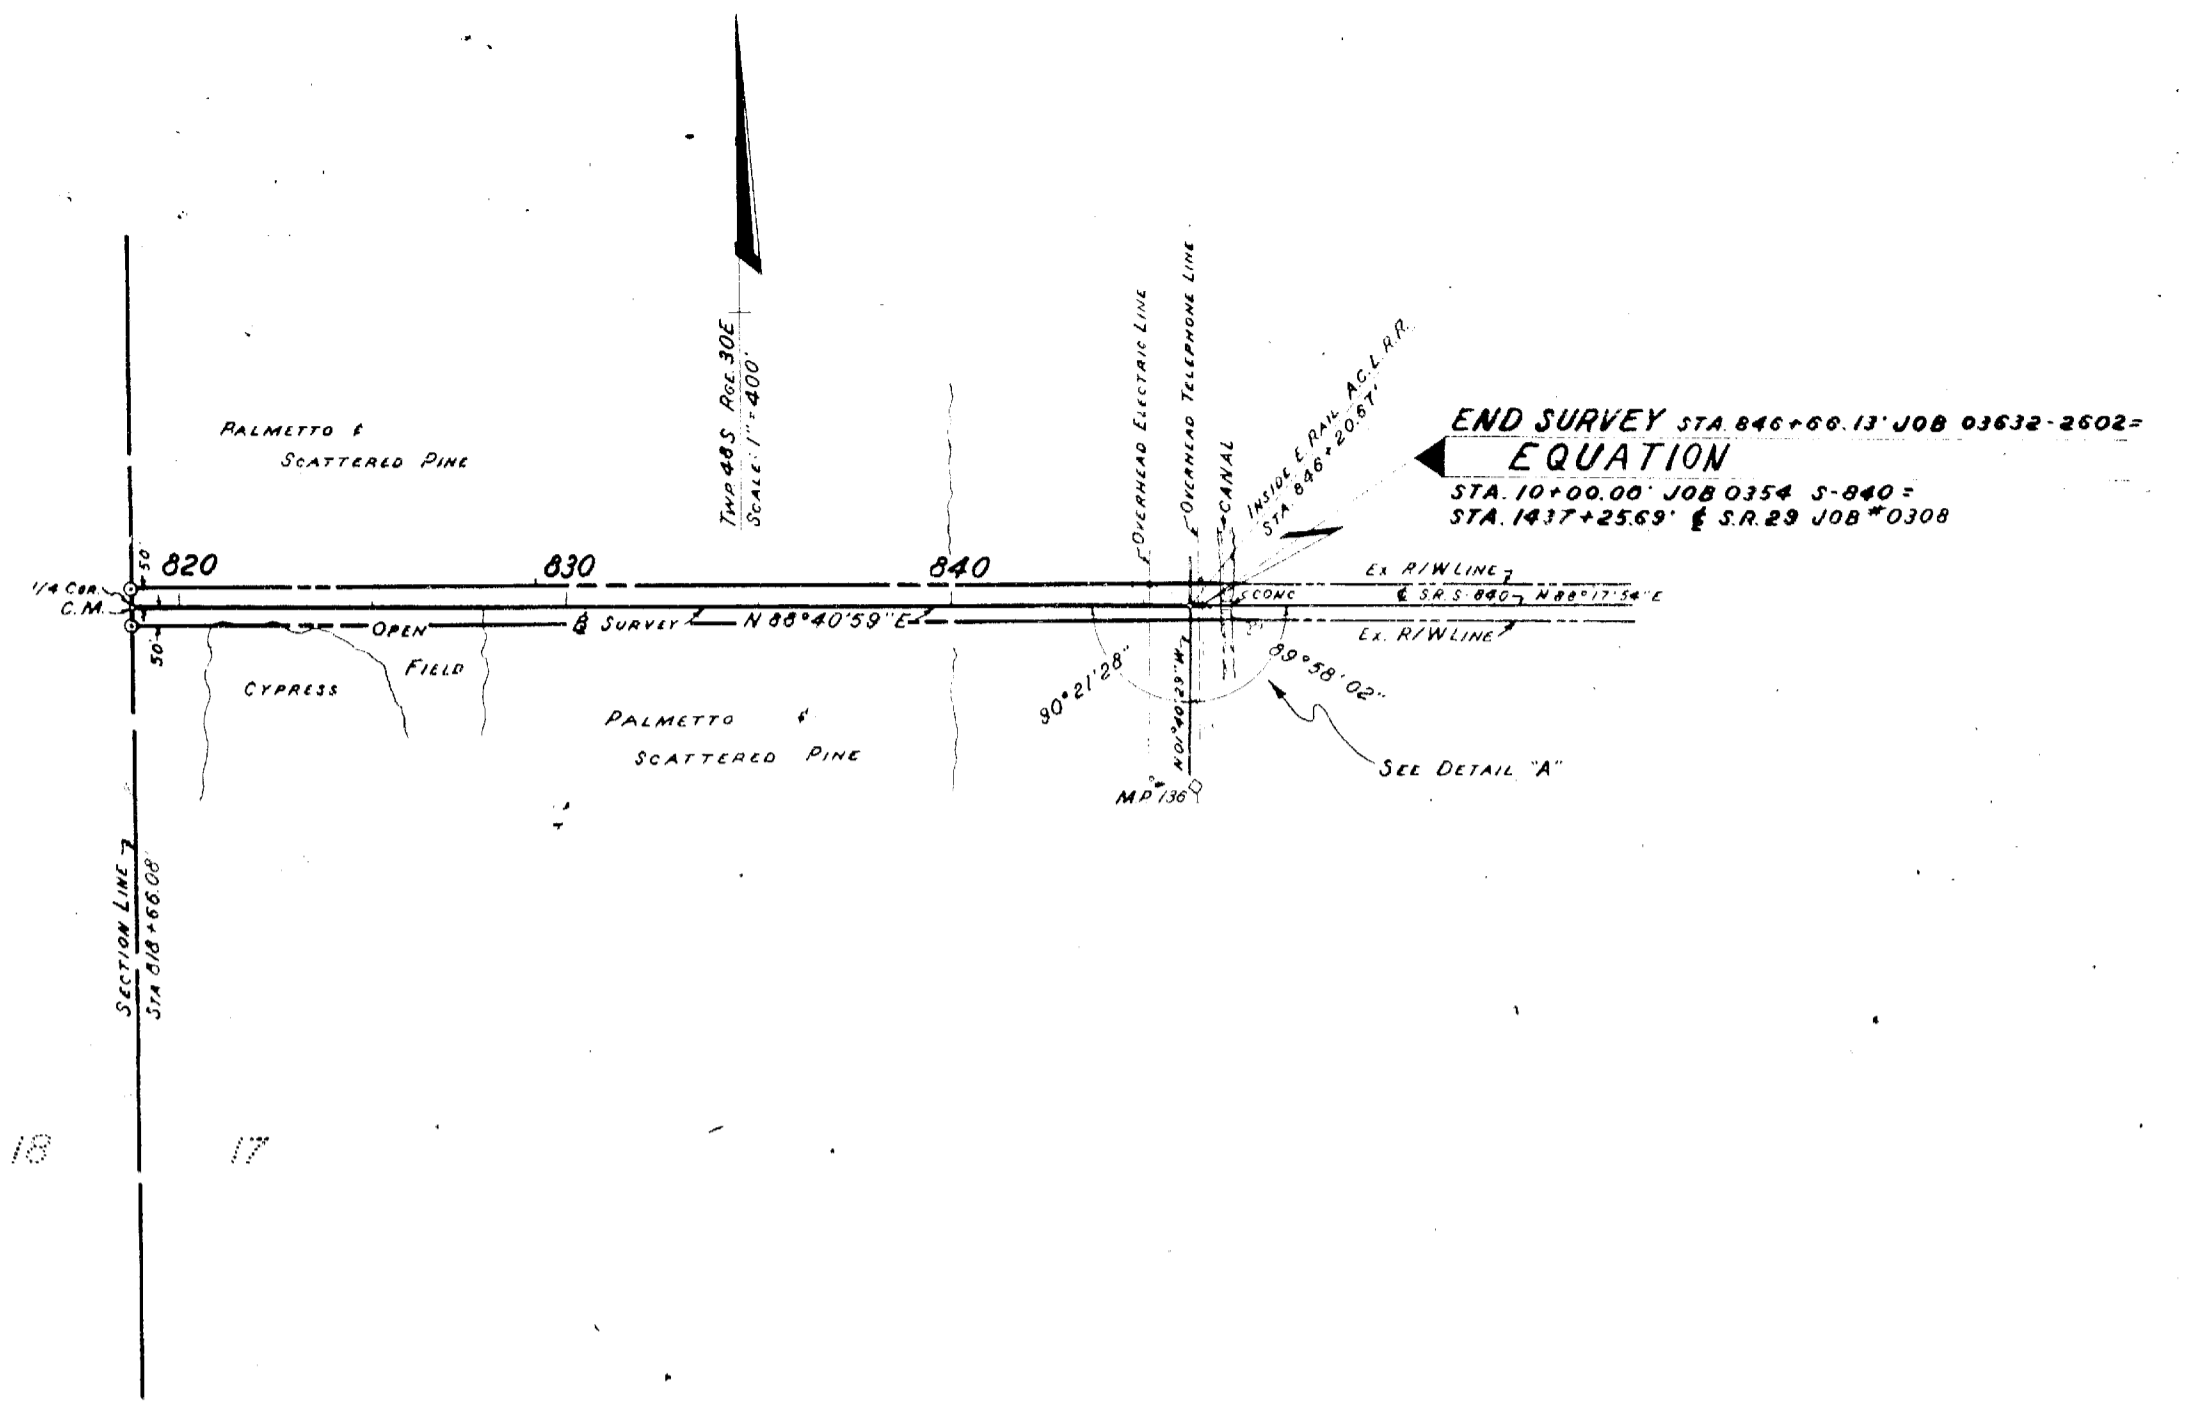 TWP. 48 S RGE. 30E
SCALE: 1" = 400'
OVERHEAD ELECTRIC LINE
OVERHEAD TELEPHONE LINE
CANAL
INSIDE E. RAIL A.C.L.R.R.
STA. 846+20.67'
END SURVEY STA. 846+66.13' JOB 03632-2602=
EQUATION
STA. 10+00.00' JOB 0354 S-840 =
STA. 1437+25.69' ℄ S.R. 29 JOB #0308
PALMETTO &
SCATTERED PINE
50'
820
830
840
1/4 COR.
C.M.
EX R/W LINE
CONC
℄ S.R. S-840 N 88°17'54" E
EX. R/W LINE
OPEN
FIELD
B SURVEY N 88°40'59" E
50'
CYPRESS
PALMETTO &
SCATTERED PINE
90°21'28"
N01°40'29"W
89°58'02"
SEE DETAIL "A"
M.P. #136
SECTION LINE
STA 818+66.08'
18
17